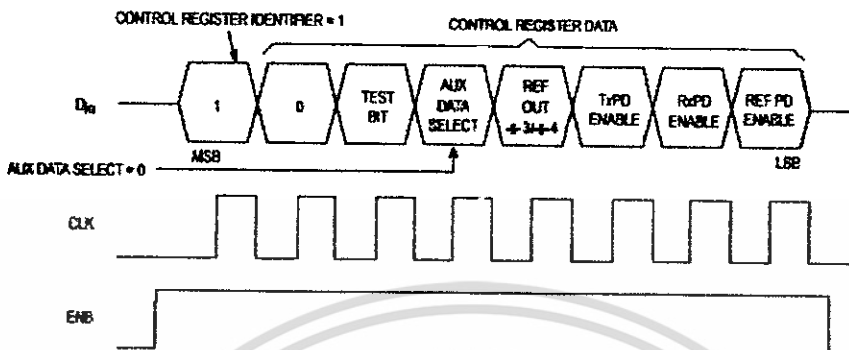 CONTROL REGISTER IDENTIFIER = 1
CONTROL REGISTER DATA
Din
1
0
TEST
BIT
AUX
DATA
SELECT
REF
OUT
÷3/÷4
TxPD
ENABLE
RxPD
ENABLE
REF PD
ENABLE
MSB
LSB
AUX DATA SELECT = 0
CLK
ENB